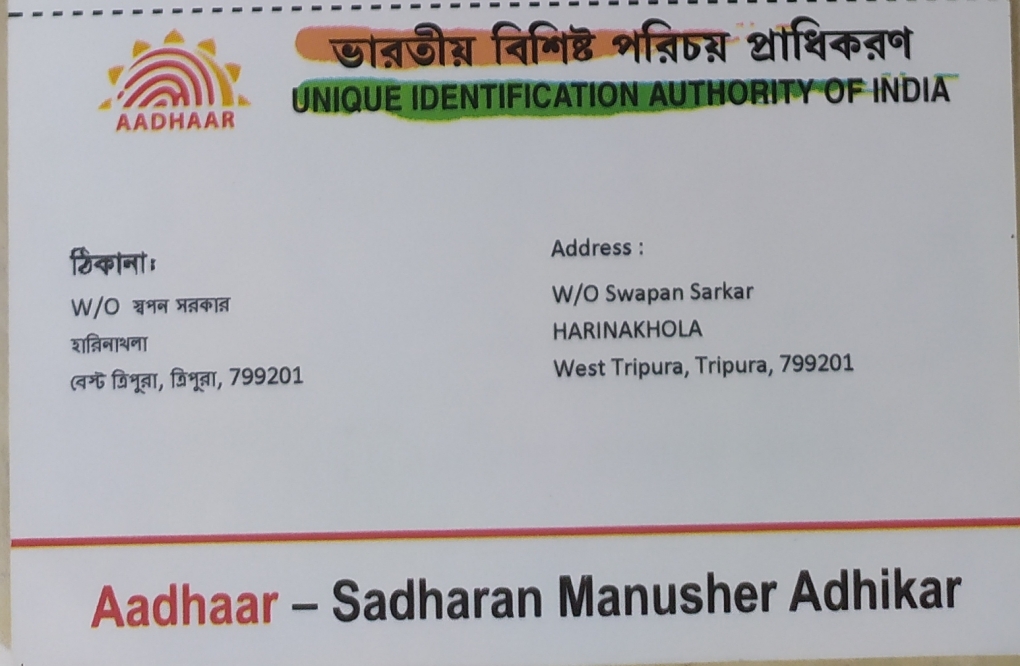 AADHAAR
ভারতীয় বিশিষ্ট পরিচয় প্রাধিকরণ
UNIQUE IDENTIFICATION AUTHORITY OF INDIA
ঠিকানাঃ
W/O স্বপন সরকার
হারিনাখলা
বেস্ট ত্রিপুরা, ত্রিপুরা, 799201
Address :
W/O Swapan Sarkar
HARINAKHOLA
West Tripura, Tripura, 799201
Aadhaar – Sadharan Manusher Adhikar